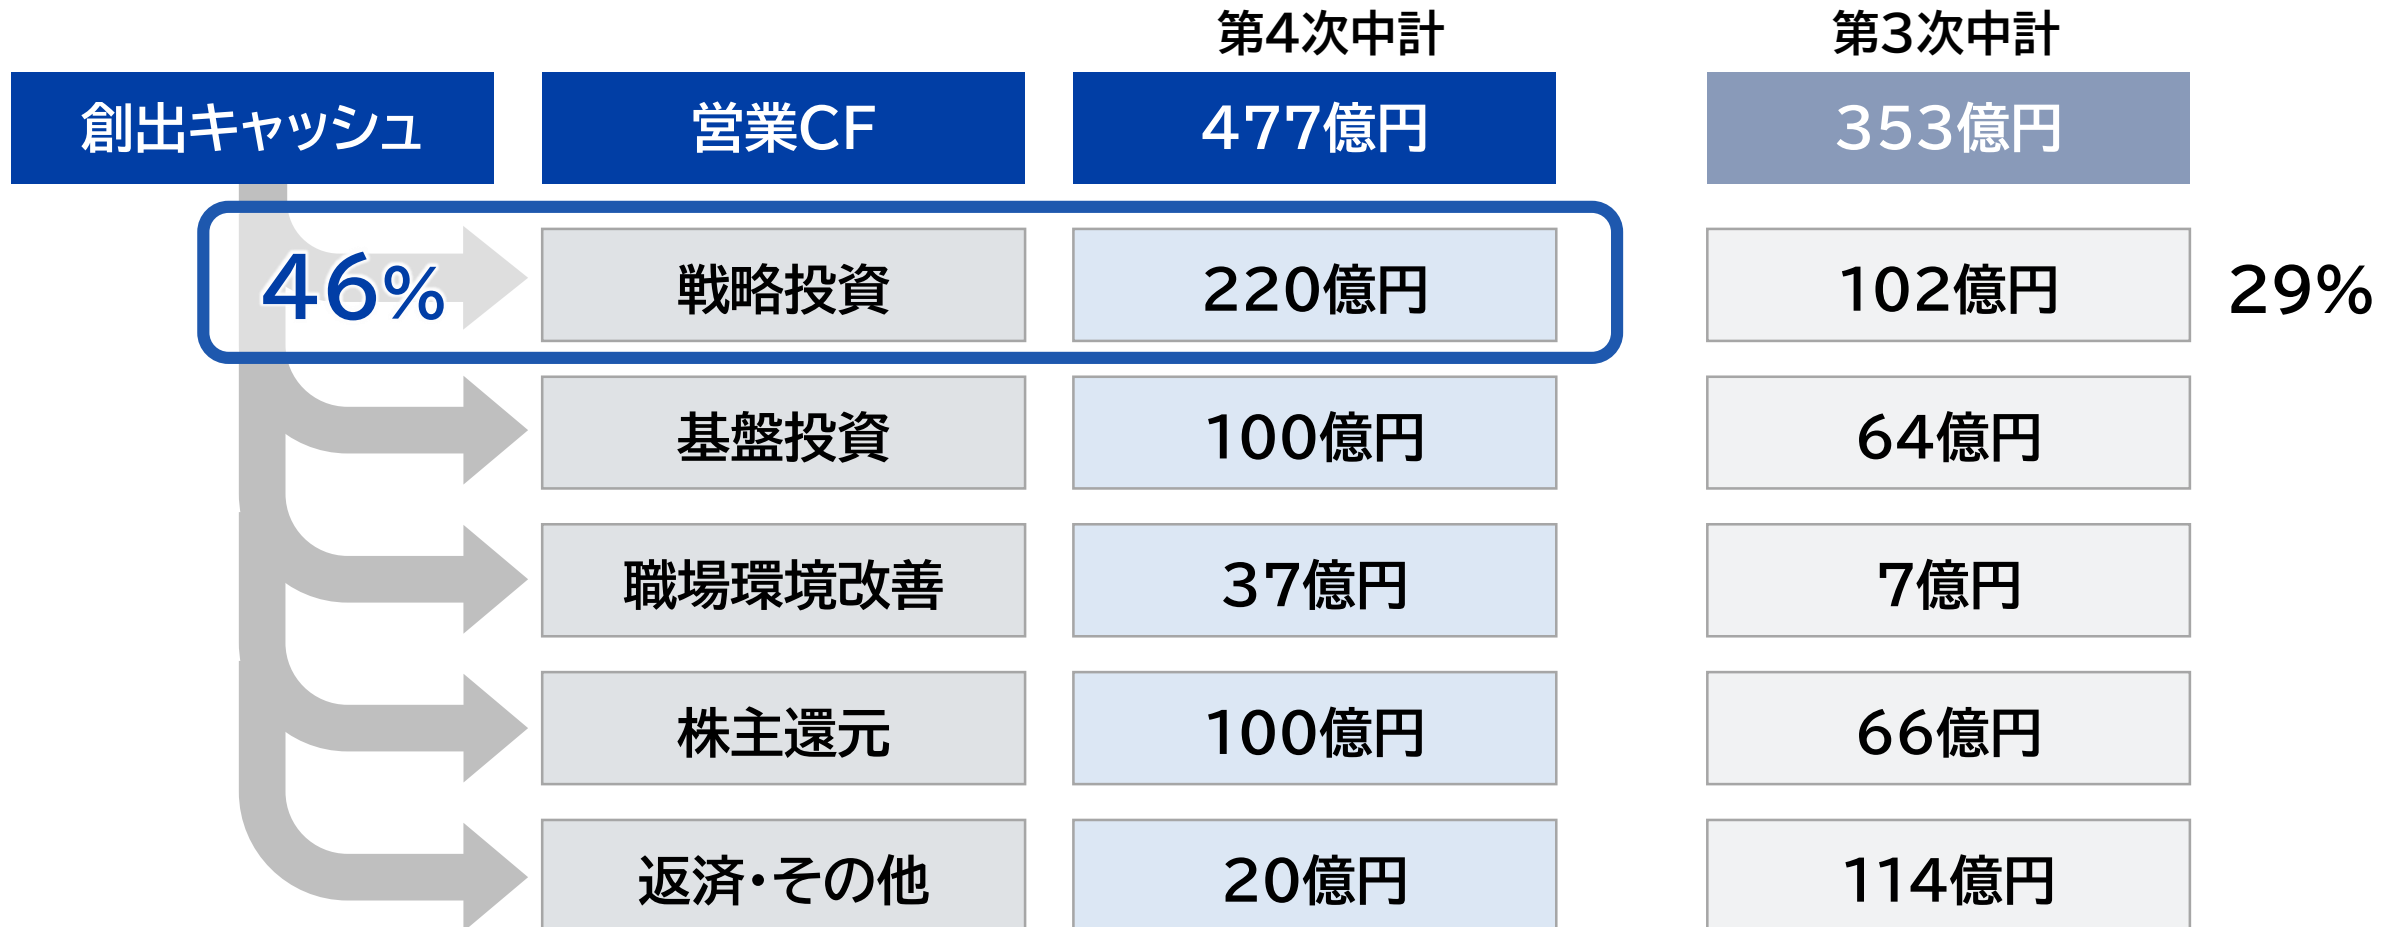 第4次中計 第3次中計
創出キャッシュ 営業CF 477億円 353億円
46% 戦略投資 220億円 102億円 29%
基盤投資 100億円 64億円
職場環境改善 37億円 7億円
株主還元 100億円 66億円
返済・その他 20億円 114億円